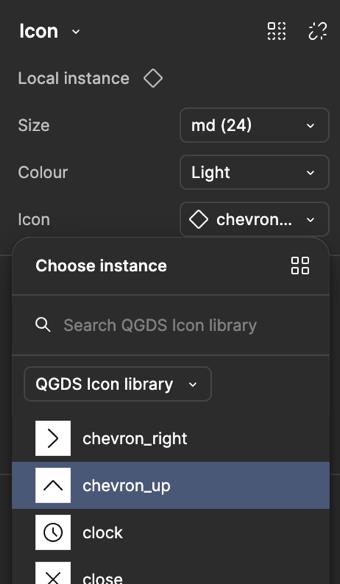 Icon
Local instance
Size md (24)
Colour Light
Icon chevron...
Choose instance
Search QGDS Icon library
QGDS Icon library
chevron_right
chevron_up
clock
close